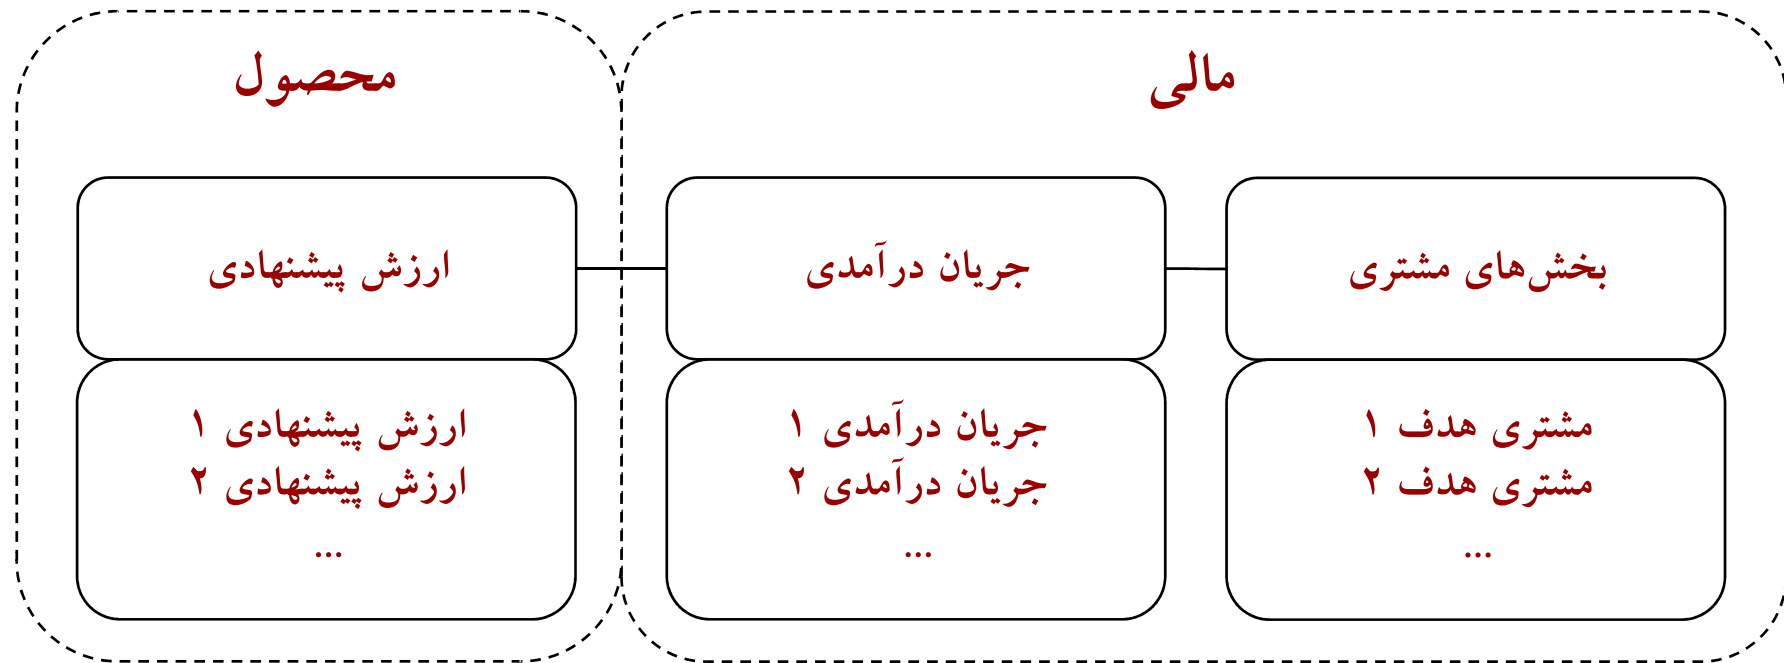 مالی
محصول
بخش‌های مشتری
جریان درآمدی
ارزش پیشنهادی
مشتری هدف ۱
مشتری هدف ۲
...
جریان درآمدی ۱
جریان درآمدی ۲
...
ارزش پیشنهادی ۱
ارزش پیشنهادی ۲
...